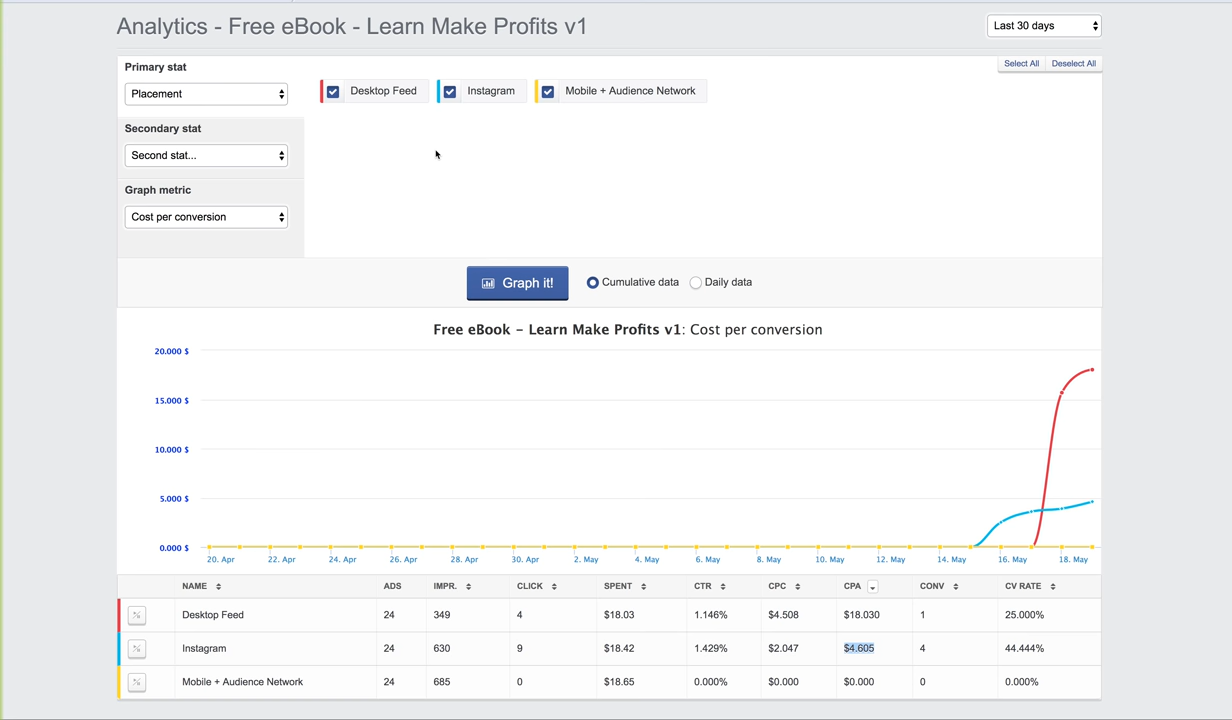 Analytics - Free eBook - Learn Make Profits v1
Last 30 days
Primary stat
Select All Deselect All
Placement
Desktop Feed Instagram Mobile + Audience Network
Secondary stat
Second stat...
Graph metric
Cost per conversion
Graph it! Cumulative data Daily data
Free eBook - Learn Make Profits v1: Cost per conversion
20.000 $
15.000 $
10.000 $
5.000 $
0.000 $
20. Apr 22. Apr 24. Apr 26. Apr 28. Apr 30. Apr 2. May 4. May 6. May 8. May 10. May 12. May 14. May 16. May 18. May
NAME ADS IMPR. CLICK SPENT CTR CPC CPA CONV CV RATE
% Desktop Feed 24 349 4 $18.03 1.146% $4.508 $18.030 1 25.000%
% Instagram 24 630 9 $18.42 1.429% $2.047 $4.605 4 44.444%
% Mobile + Audience Network 24 685 0 $18.65 0.000% $0.000 $0.000 0 0.000%